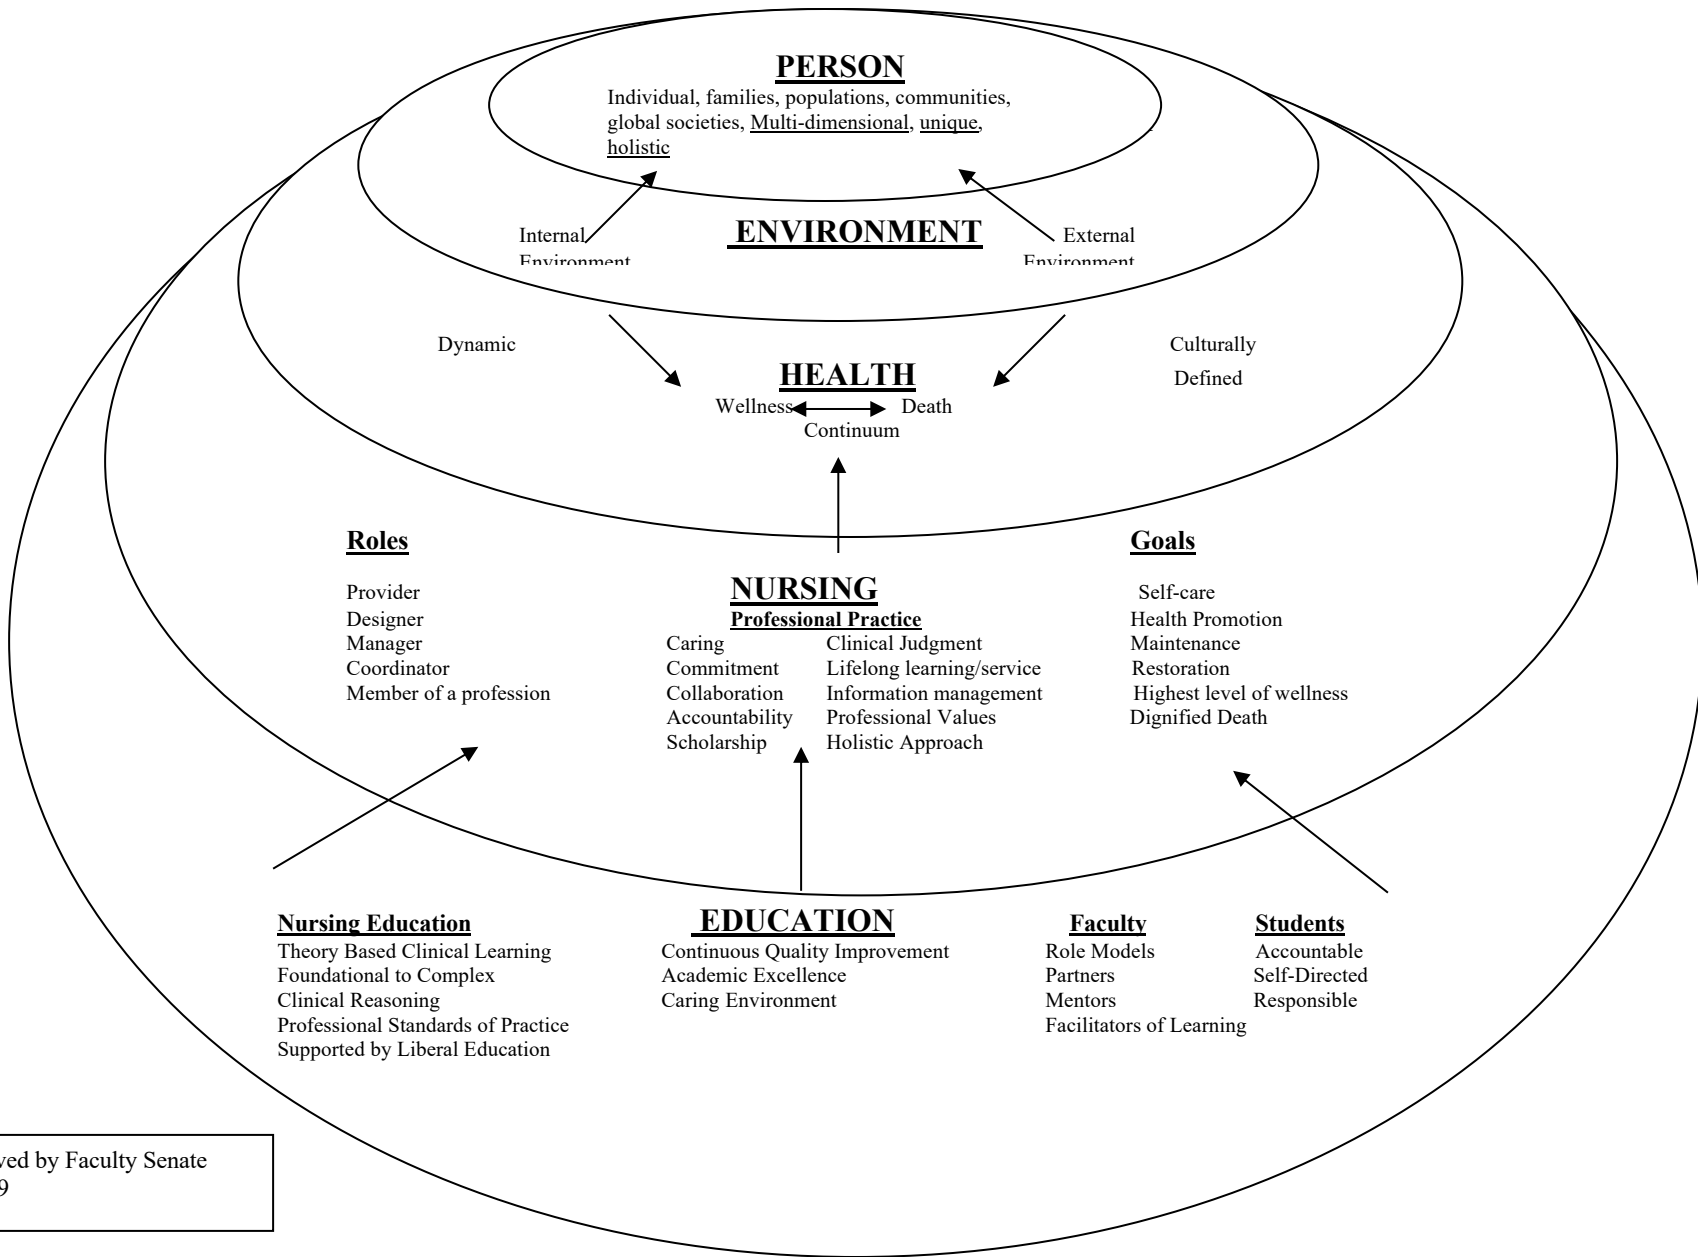 PERSON
Individual, families, populations, communities,
global societies, Multi-dimensional, unique,
holistic
Internal
Environment
ENVIRONMENT
External
Environment
Dynamic
Culturally
Defined
HEALTH
Wellness Death
Continuum
Roles
Provider
Designer
Manager
Coordinator
Member of a profession
NURSING
Professional Practice
Caring Clinical Judgment
Commitment Lifelong learning/service
Collaboration Information management
Accountability Professional Values
Scholarship Holistic Approach
Goals
Self-care
Health Promotion
Maintenance
Restoration
Highest level of wellness
Dignified Death
Nursing Education
Theory Based Clinical Learning
Foundational to Complex
Clinical Reasoning
Professional Standards of Practice
Supported by Liberal Education
EDUCATION
Continuous Quality Improvement
Academic Excellence
Caring Environment
Faculty
Role Models
Partners
Mentors
Facilitators of Learning
Students
Accountable
Self-Directed
Responsible
by Faculty Senate